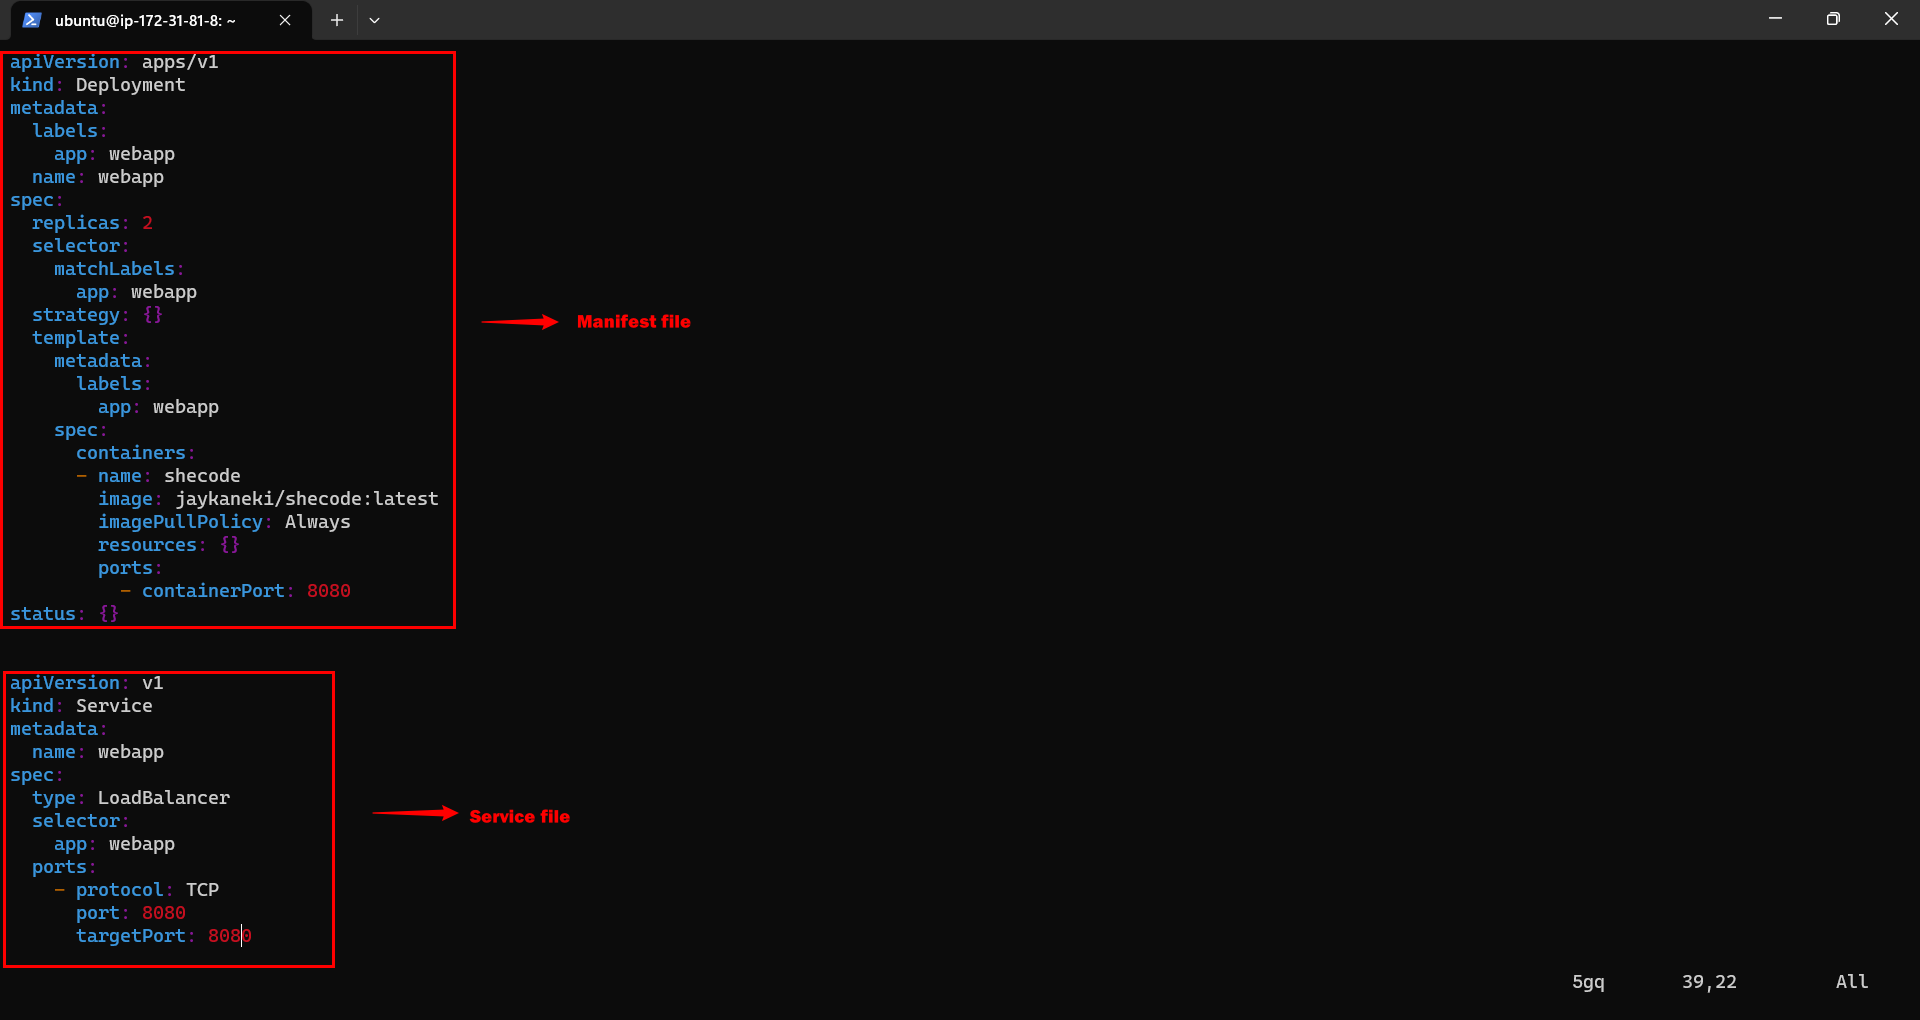 ubuntu@ip-172-31-81-8: ~
apiVersion: apps/v1
kind: Deployment
metadata:
  labels:
    app: webapp
  name: webapp
spec:
  replicas: 2
  selector:
    matchLabels:
      app: webapp
  strategy: {}
  template:
    metadata:
      labels:
        app: webapp
    spec:
      containers:
      - name: shecode
        image: jaykaneki/shecode:latest
        imagePullPolicy: Always
        resources: {}
        ports:
          - containerPort: 8080
status: {}
Manifest file
apiVersion: v1
kind: Service
metadata:
  name: webapp
spec:
  type: LoadBalancer
  selector:
    app: webapp
  ports:
    - protocol: TCP
      port: 8080
      targetPort: 8080
Service file
5gq 39,22 All